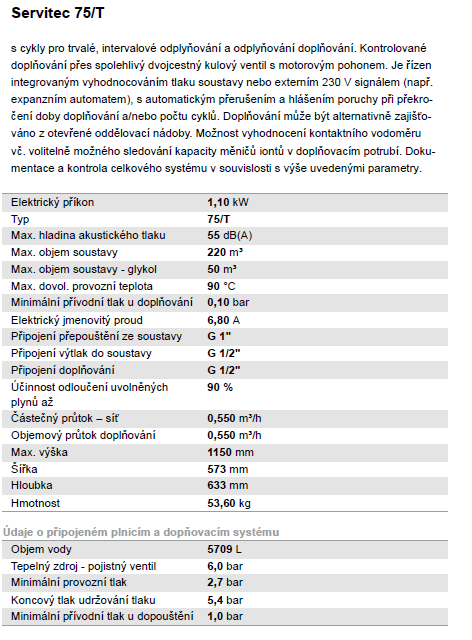 Servitec 75/T
s cykly pro trvalé, intervalové odplyňování a odplyňování doplňování. Kontrolované
doplňování přes spolehlivý dvojcestný kulový ventil s motorovým pohonem. Je řízen
integrovaným vyhodnocováním tlaku soustavy nebo externím 230 V signálem (např.
expanzním automatem), s automatickým přerušením a hlášením poruchy při překro-
čení doby doplňování a/nebo počtu cyklů. Doplňování může být alternativně zajišťo-
váno z otevřené oddělovací nádoby. Možnost vyhodnocení kontaktního vodoměru
vč. volitelně možného sledování kapacity měničů iontů v doplňovacím potrubí. Doku-
mentace a kontrola celkového systému v souvislosti s výše uvedenými parametry.
Elektrický příkon 1,10 kW
Typ 75/T
Max. hladina akustického tlaku 55 dB(A)
Max. objem soustavy 220 m³
Max. objem soustavy - glykol 50 m³
Max. dovol. provozní teplota 90 °C
Minimální přívodní tlak u doplňování 0,10 bar
Elektrický jmenovitý proud 6,80 A
Připojení přepouštění ze soustavy G 1"
Připojení výtlak do soustavy G 1/2"
Připojení doplňování G 1/2"
Účinnost odloučení uvolněných 90 %
plynů až
Částečný průtok – síť 0,550 m³/h
Objemový průtok doplňování 0,550 m³/h
Max. výška 1150 mm
Šířka 573 mm
Hloubka 633 mm
Hmotnost 53,60 kg
Údaje o připojeném plnicím a dopňovacím systému
Objem vody 5709 L
Tepelný zdroj - pojistný ventil 6,0 bar
Minimální provozní tlak 2,7 bar
Koncový tlak udržování tlaku 5,4 bar
Minimální přívodní tlak u dopouštění 1,0 bar